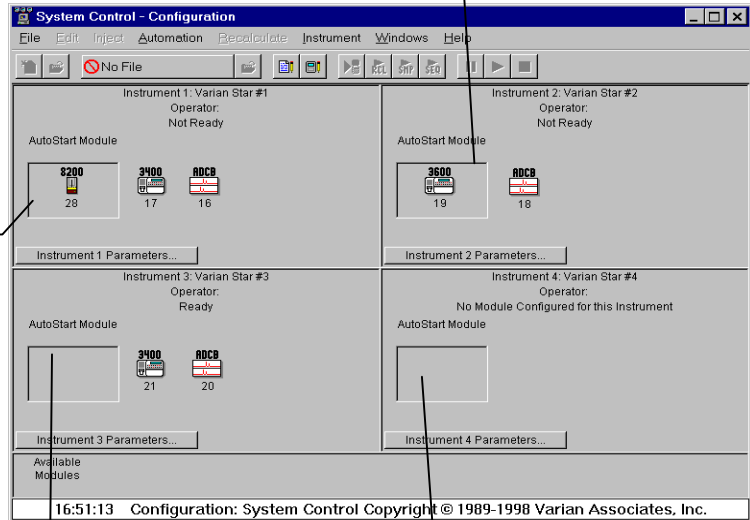 System Control - Configuration
File Edit Inject Automation Recalculate Instrument Windows Help
No File RCL SMP SEQ
Instrument 1: Varian Star #1
Operator:
Not Ready
AutoStart Module
8200 3400 ADCB
28 17 16
Instrument 1 Parameters...
Instrument 2: Varian Star #2
Operator:
Not Ready
AutoStart Module
3600 ADCB
19 18
Instrument 2 Parameters...
Instrument 3: Varian Star #3
Operator:
Ready
AutoStart Module
3400 ADCB
21 20
Instrument 3 Parameters...
Instrument 4: Varian Star #4
Operator:
No Module Configured for this Instrument
AutoStart Module
Instrument 4 Parameters...
Available
Modules
16:51:13 Configuration: System Control Copyright © 1989-1998 Varian Associates, Inc.